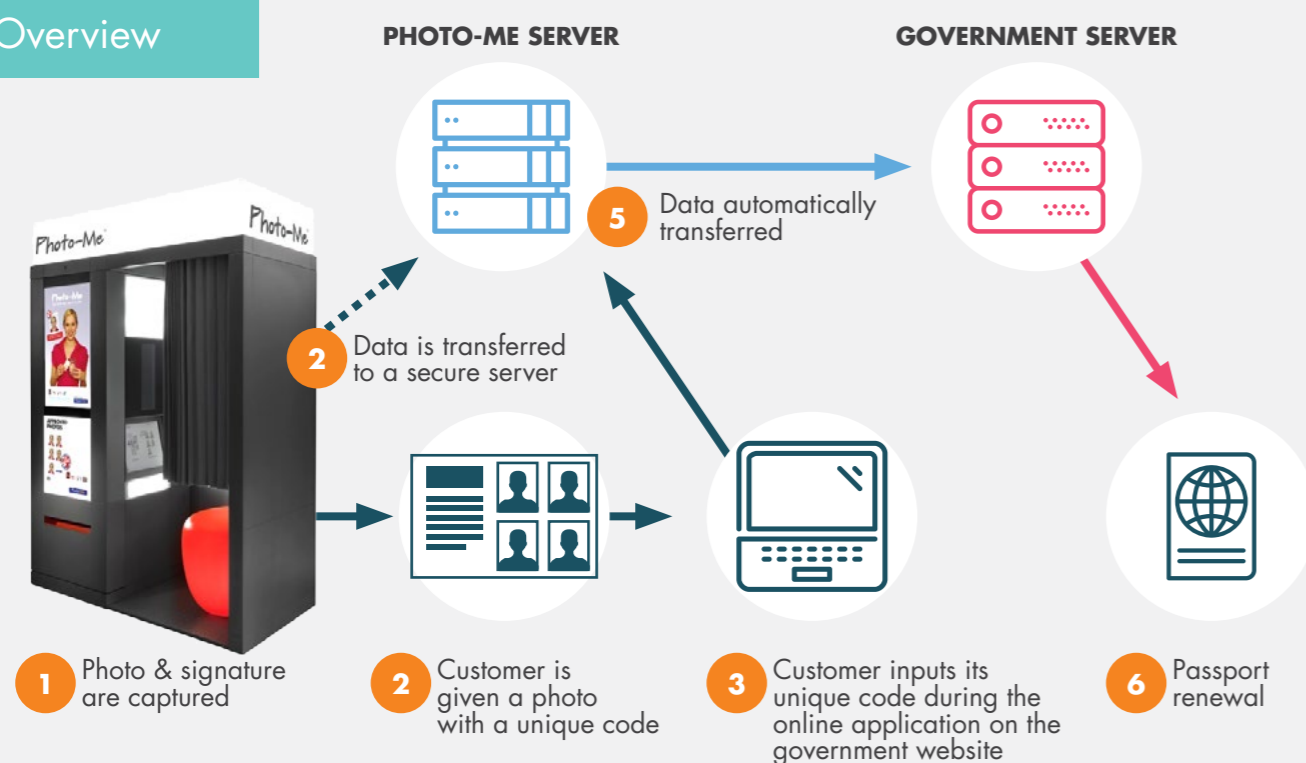 Overview
PHOTO-ME SERVER
GOVERNMENT SERVER
Photo-Me
Photo-Me
5
Data automatically
transferred
2
Data is transferred
to a secure server
Photo-Me
1
Photo & signature
are captured
2
Customer is
given a photo
with a unique code
3
Customer inputs its
unique code during the
online application on the
government website
6
Passport
renewal